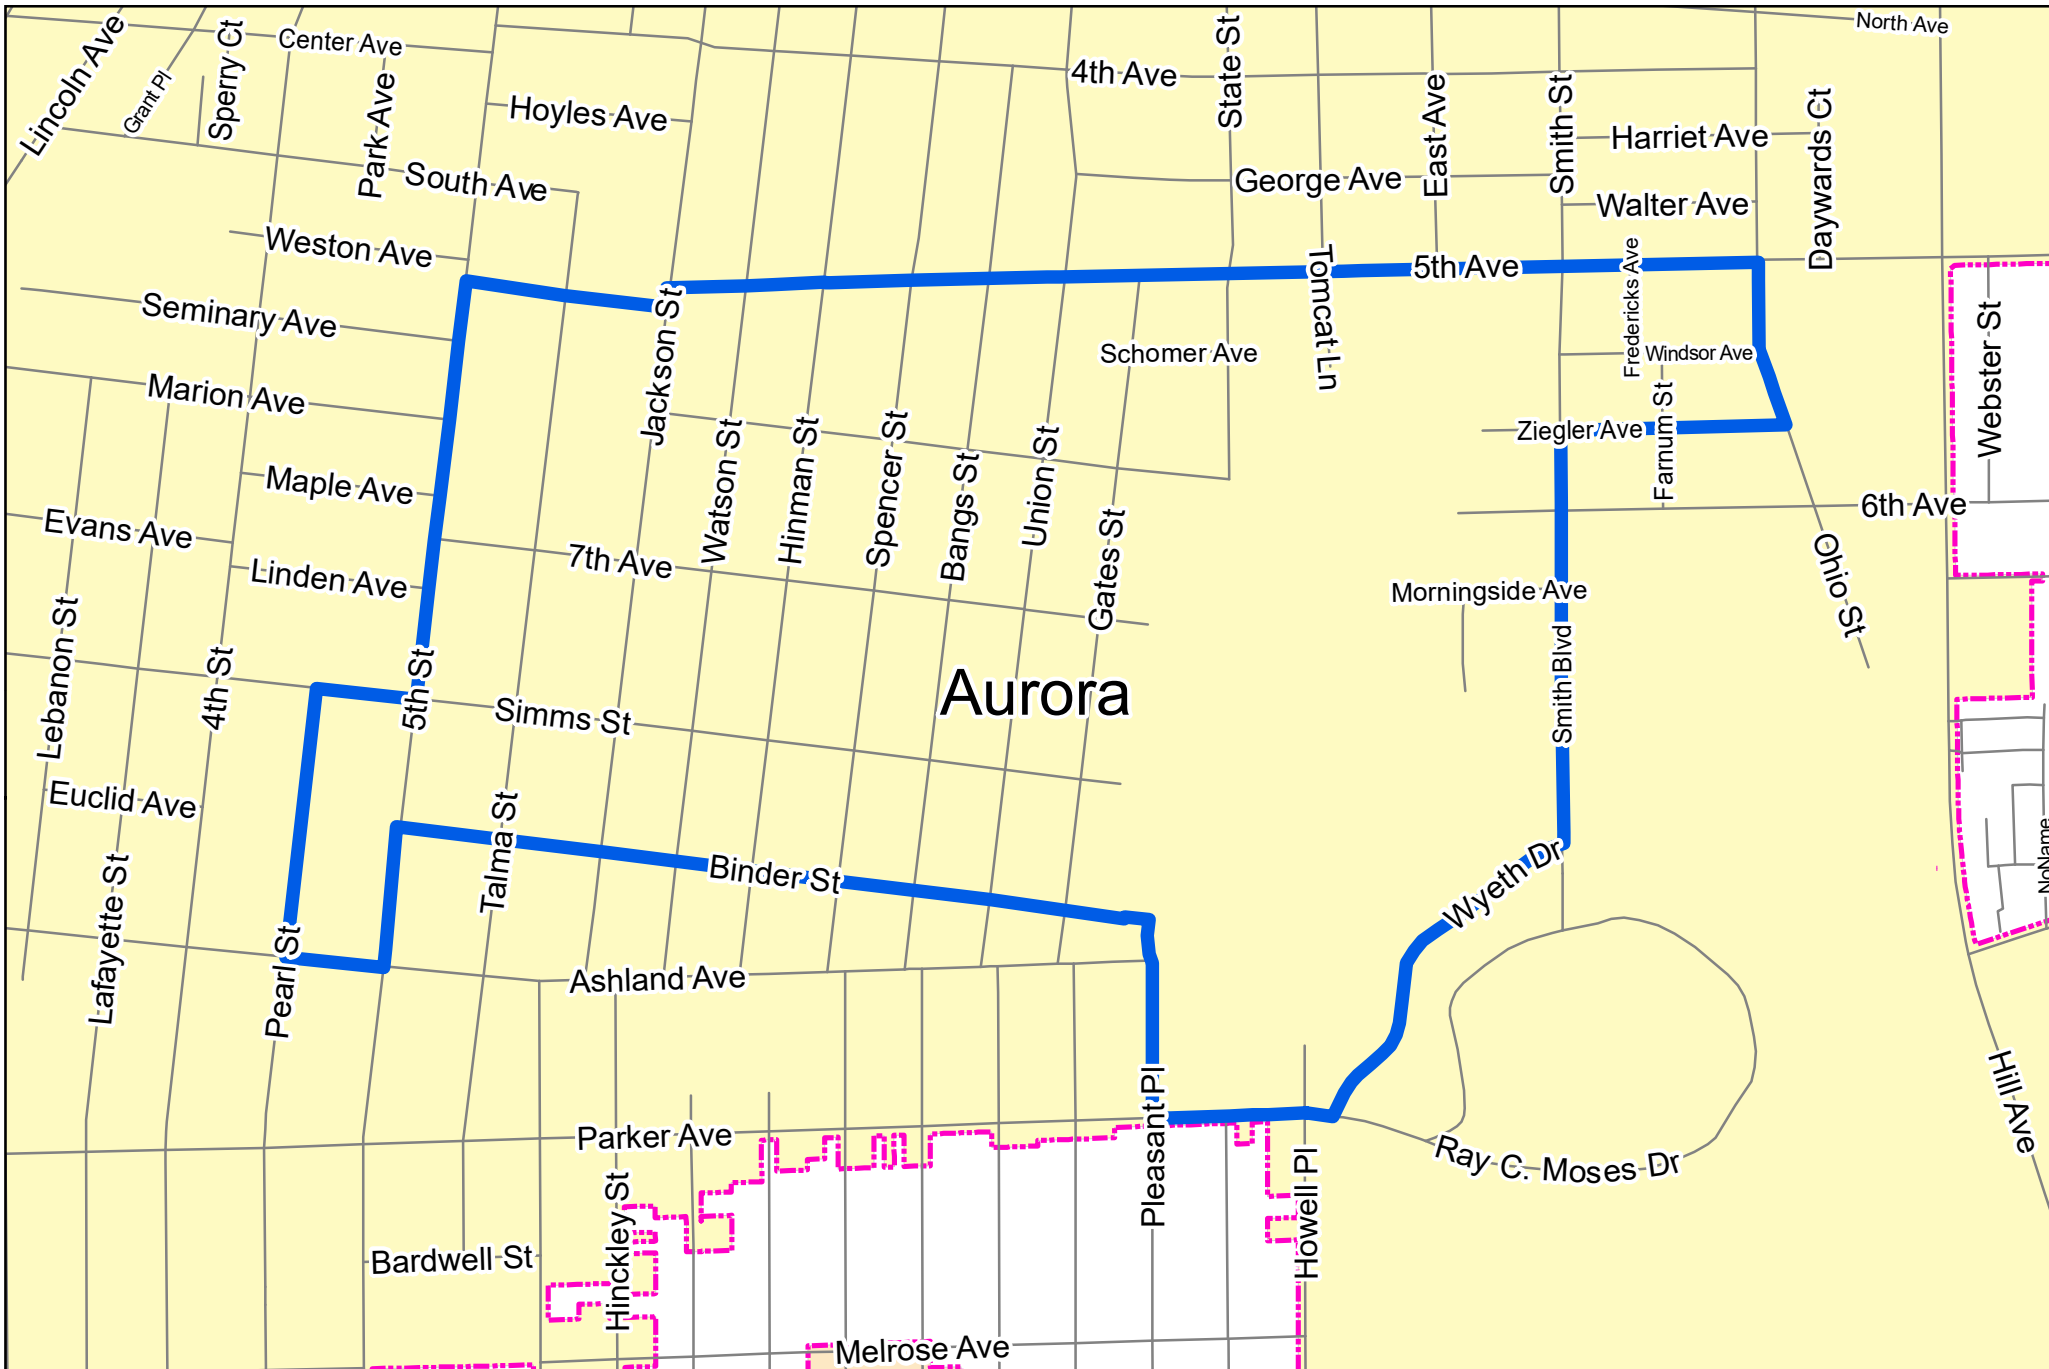 North Ave
Lincoln Ave
Grant Pl
Sperry Ct
Center Ave
Park Ave
Hoyles Ave
4th Ave
State St
East Ave
Smith St
Harriet Ave
Daywards Ct
South Ave
George Ave
Walter Ave
Weston Ave
Seminary Ave
Jackson St
Tomcat Ln
5th Ave
Fredericks Ave
Webster St
Schomer Ave
Windsor Ave
Marion Ave
Ziegler Ave
Farnum St
Maple Ave
Watson St
Hinman St
Spencer St
Bangs St
Union St
Gates St
6th Ave
Evans Ave
7th Ave
Linden Ave
Morningside Ave
Ohio St
Lebanon St
4th St
5th St
Simms St
Aurora
Smith Blvd
Euclid Ave
Talma St
Binder St
Wyeth Dr
NoName
Lafayette St
Pearl St
Ashland Ave
Hill Ave
Parker Ave
Pleasant Pl
Ray C. Moses Dr
Hinckley St
Howell Pl
Bardwell St
Melrose Ave